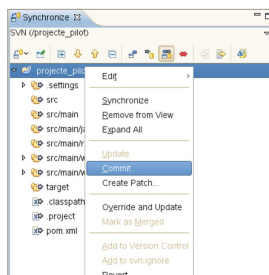 Synchronize
SVN (/projecte_pilot)
projecte_pilo
.settings
src
src/main
src/main/ja
src/main/r
src/main/w
src/main/w
target
.classpath
.project
pom.xml
Edit
Synchronize
Remove from View
Expand All
Update
Commit...
Create Patch...
Override and Update
Mark as Merged
Add to Version Control
Add to svn:ignore
Revert